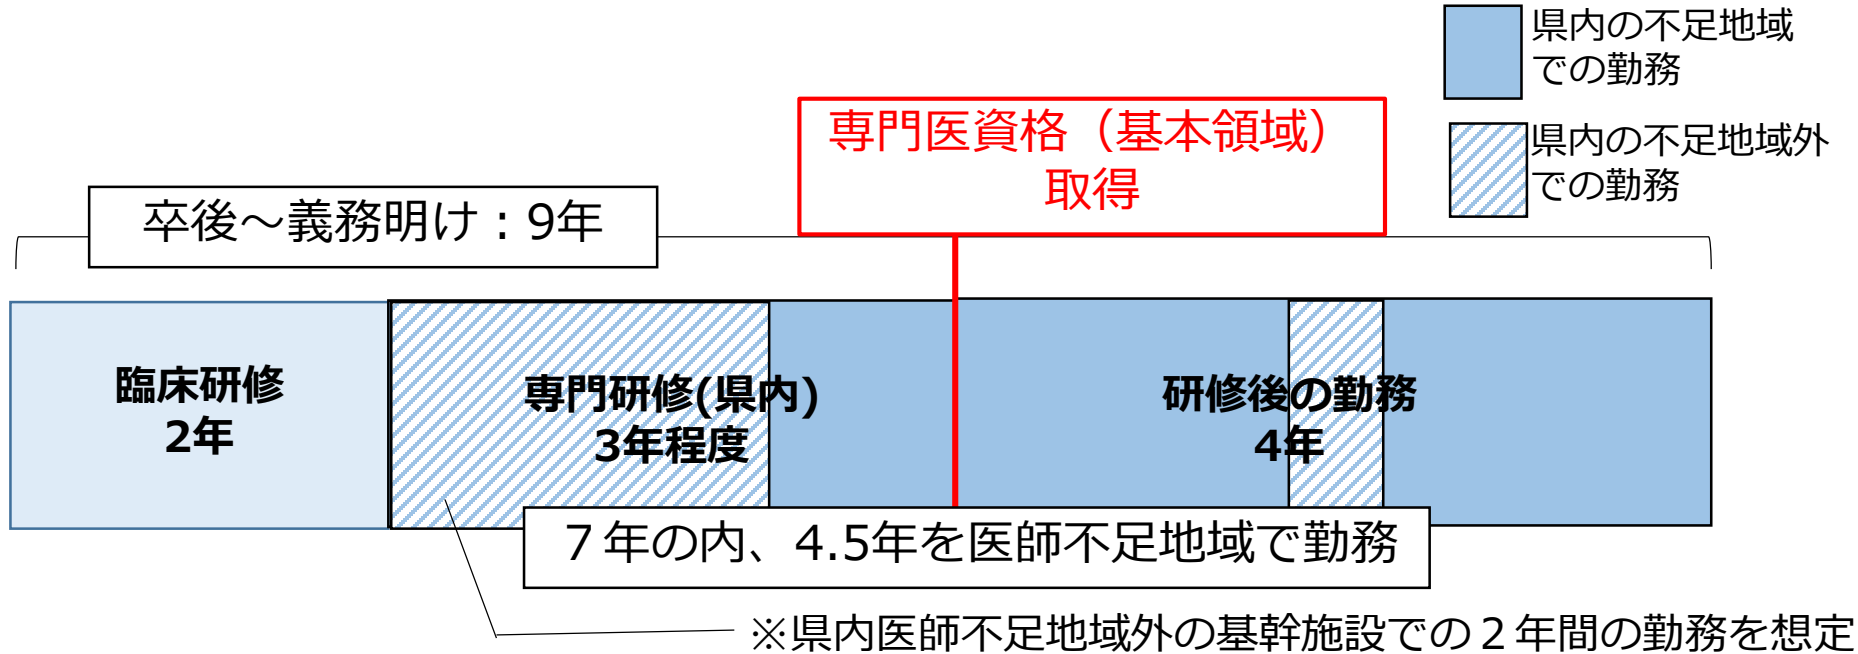 県内の不足地域
での勤務
県内の不足地域外
での勤務
専門医資格（基本領域）
取得
卒後～義務明け：9年
臨床研修
2年
専門研修(県内)
3年程度
研修後の勤務
4年
７年の内、4.5年を医師不足地域で勤務
※県内医師不足地域外の基幹施設での２年間の勤務を想定